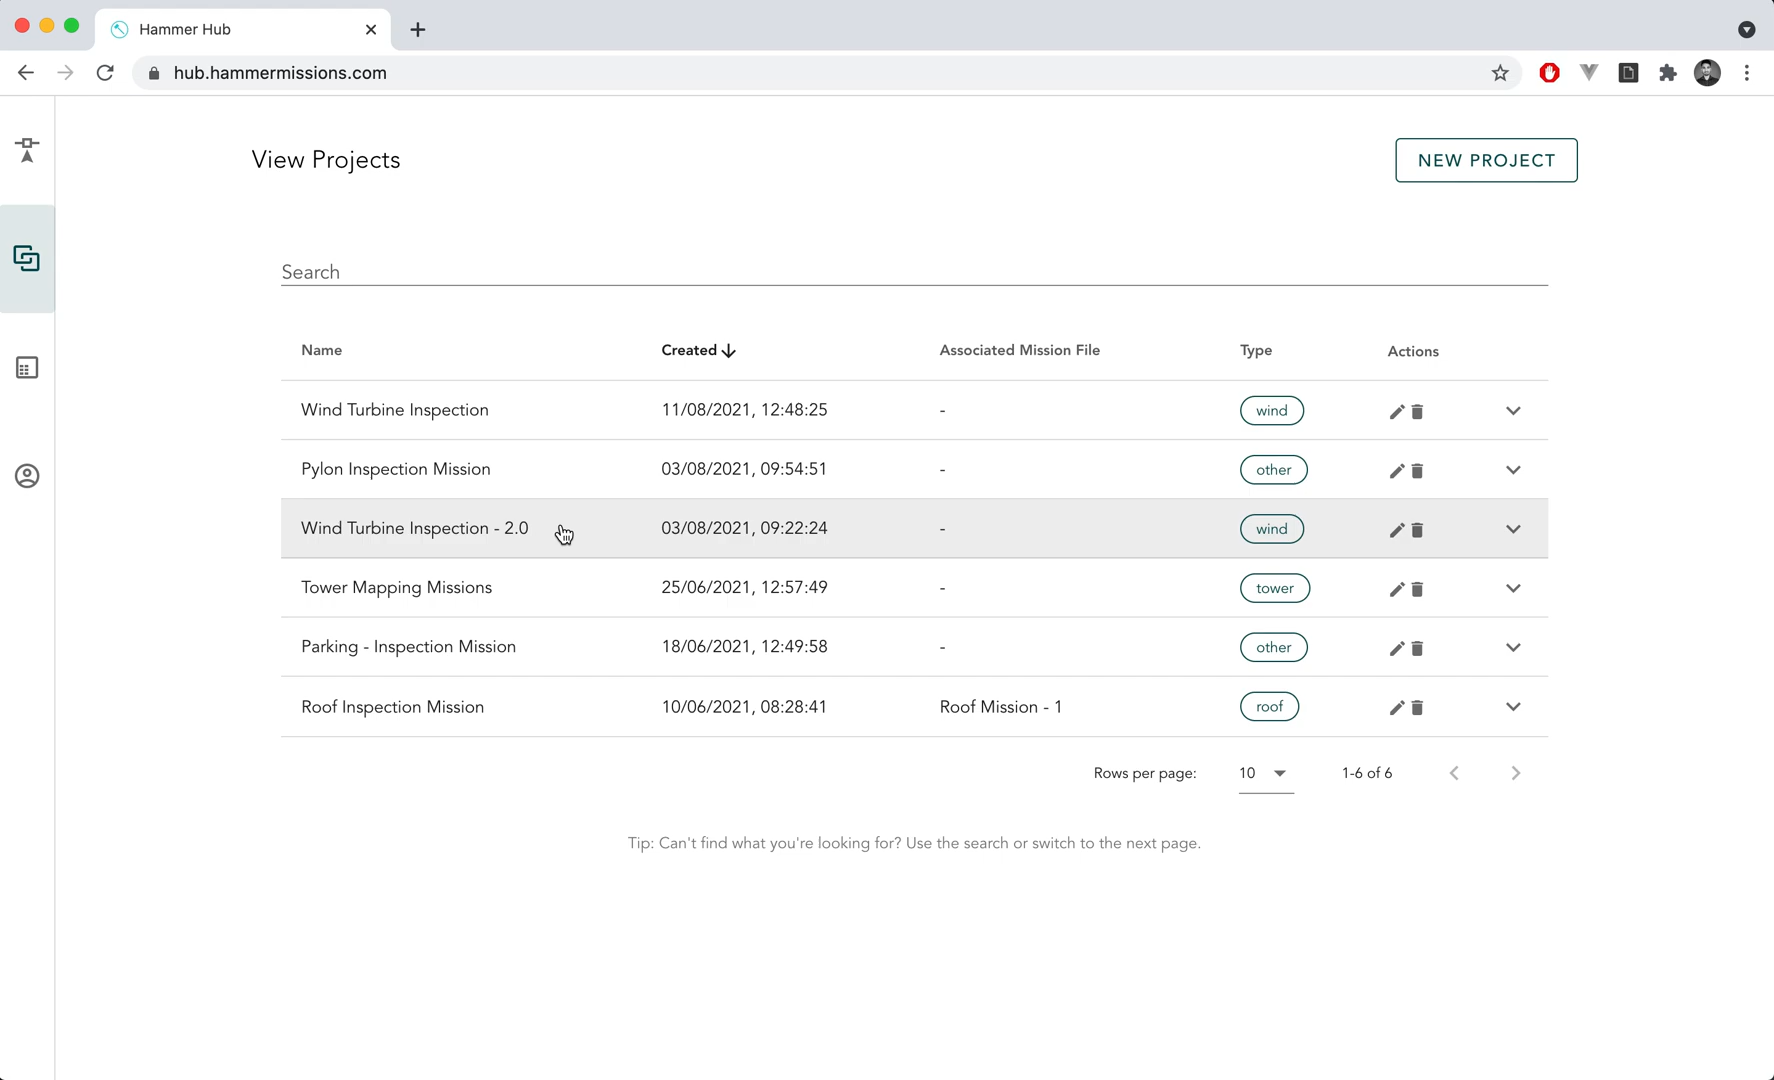 Hammer Hub
hub.hammermissions.com
View Projects
NEW PROJECT
Search
Name Created Associated Mission File Type Actions
Wind Turbine Inspection 11/08/2021, 12:48:25 - wind
Pylon Inspection Mission 03/08/2021, 09:54:51 - other
Wind Turbine Inspection - 2.0 03/08/2021, 09:22:24 - wind
Tower Mapping Missions 25/06/2021, 12:57:49 - tower
Parking - Inspection Mission 18/06/2021, 12:49:58 - other
Roof Inspection Mission 10/06/2021, 08:28:41 Roof Mission - 1 roof
Rows per page: 10 1-6 of 6
Tip: Can't find what you're looking for? Use the search or switch to the next page.